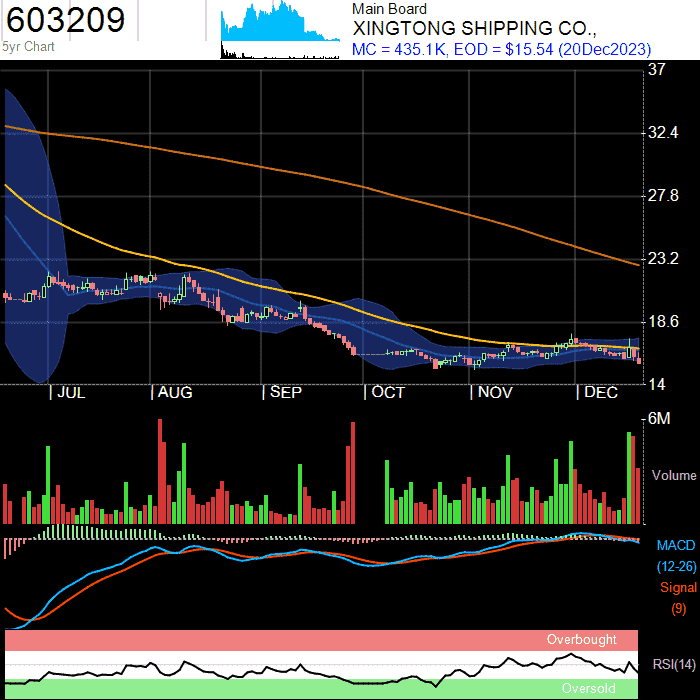 603209
5yr Chart
Main Board
XINGTONG SHIPPING CO.,
MC = 435.1K, EOD = $15.54 (20Dec2023)
37
32.4
27.8
23.2
18.6
14
| JUL | AUG | SEP | OCT | NOV | DEC
6M
Volume
MACD
(12-26)
Signal
(9)
Overbought
RSI(14)
Oversold